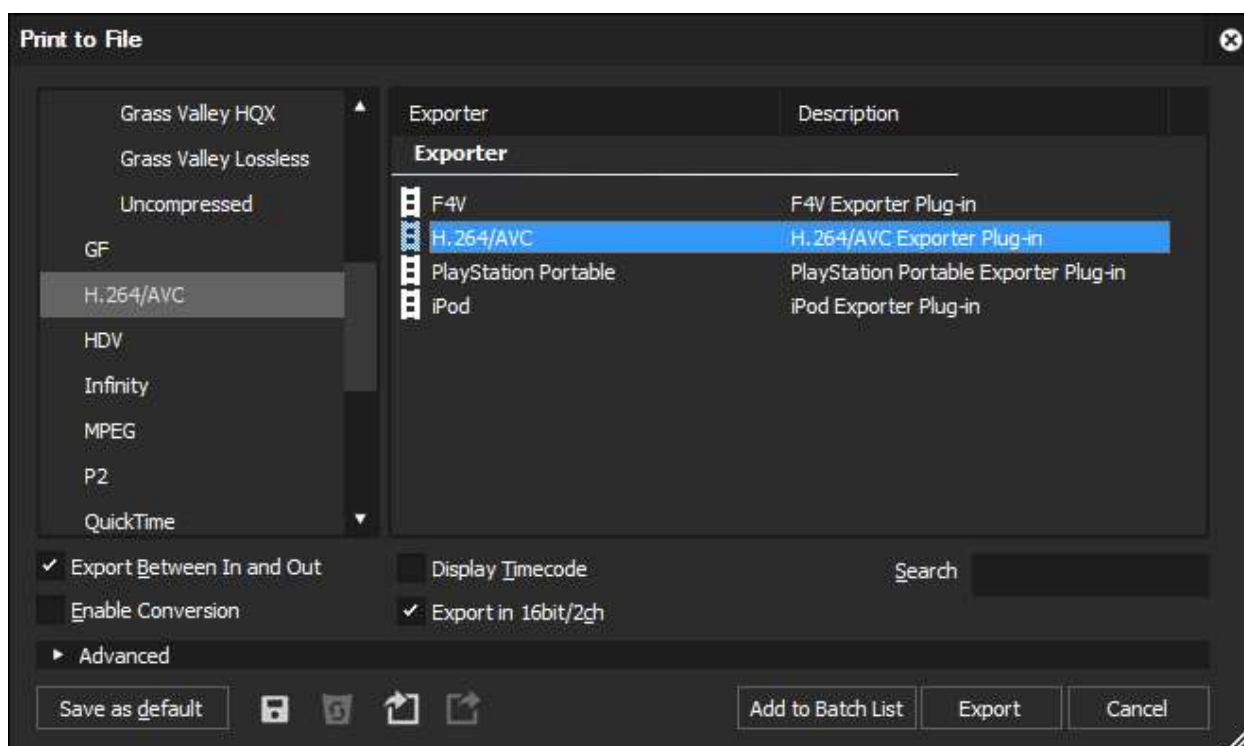 Print to File
Grass Valley HQX
Grass Valley Lossless
Uncompressed
GF
H.264/AVC
HDV
Infinity
MPEG
P2
QuickTime
Exporter Description
Exporter
F4V F4V Exporter Plug-in
H.264/AVC H.264/AVC Exporter Plug-in
PlayStation Portable PlayStation Portable Exporter Plug-in
iPod iPod Exporter Plug-in
Export Between In and Out Display Timecode Search
Enable Conversion Export in 16bit/2ch
Advanced
Save as default Add to Batch List Export Cancel